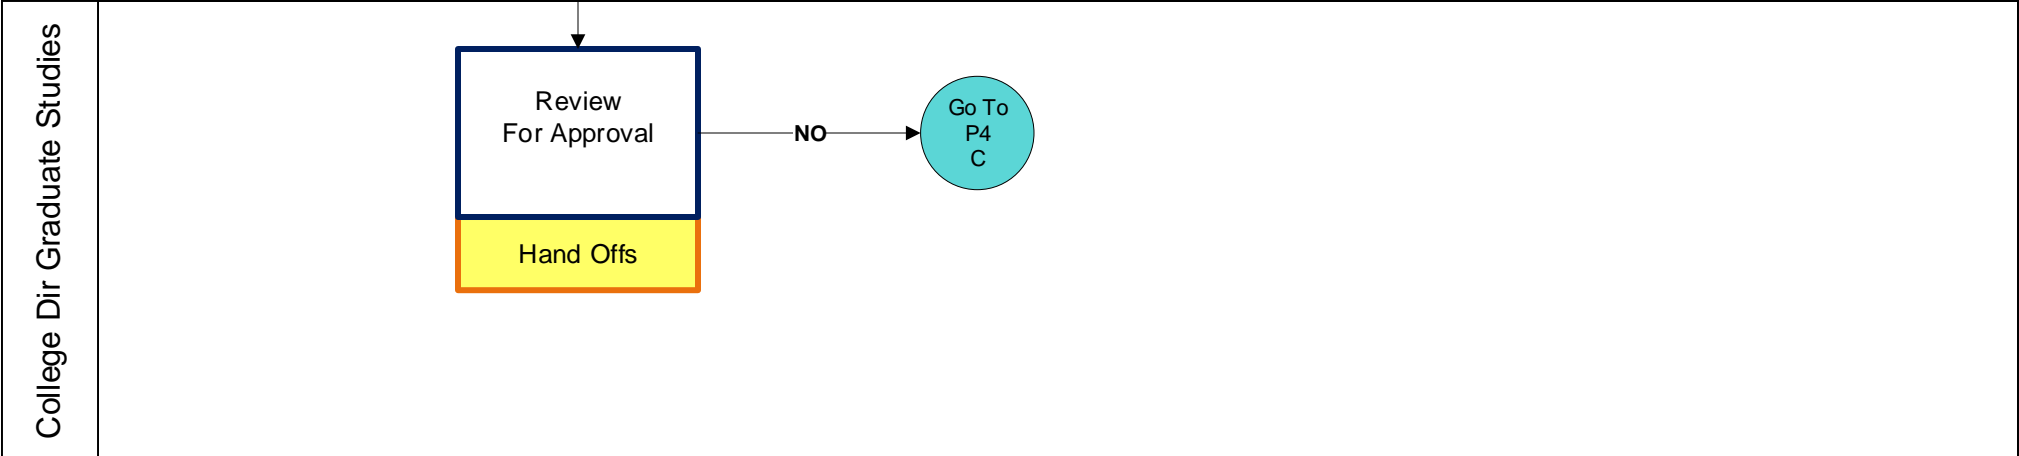 College Dir Graduate Studies
Review
For Approval
NO
Go To
P4
C
Hand Offs